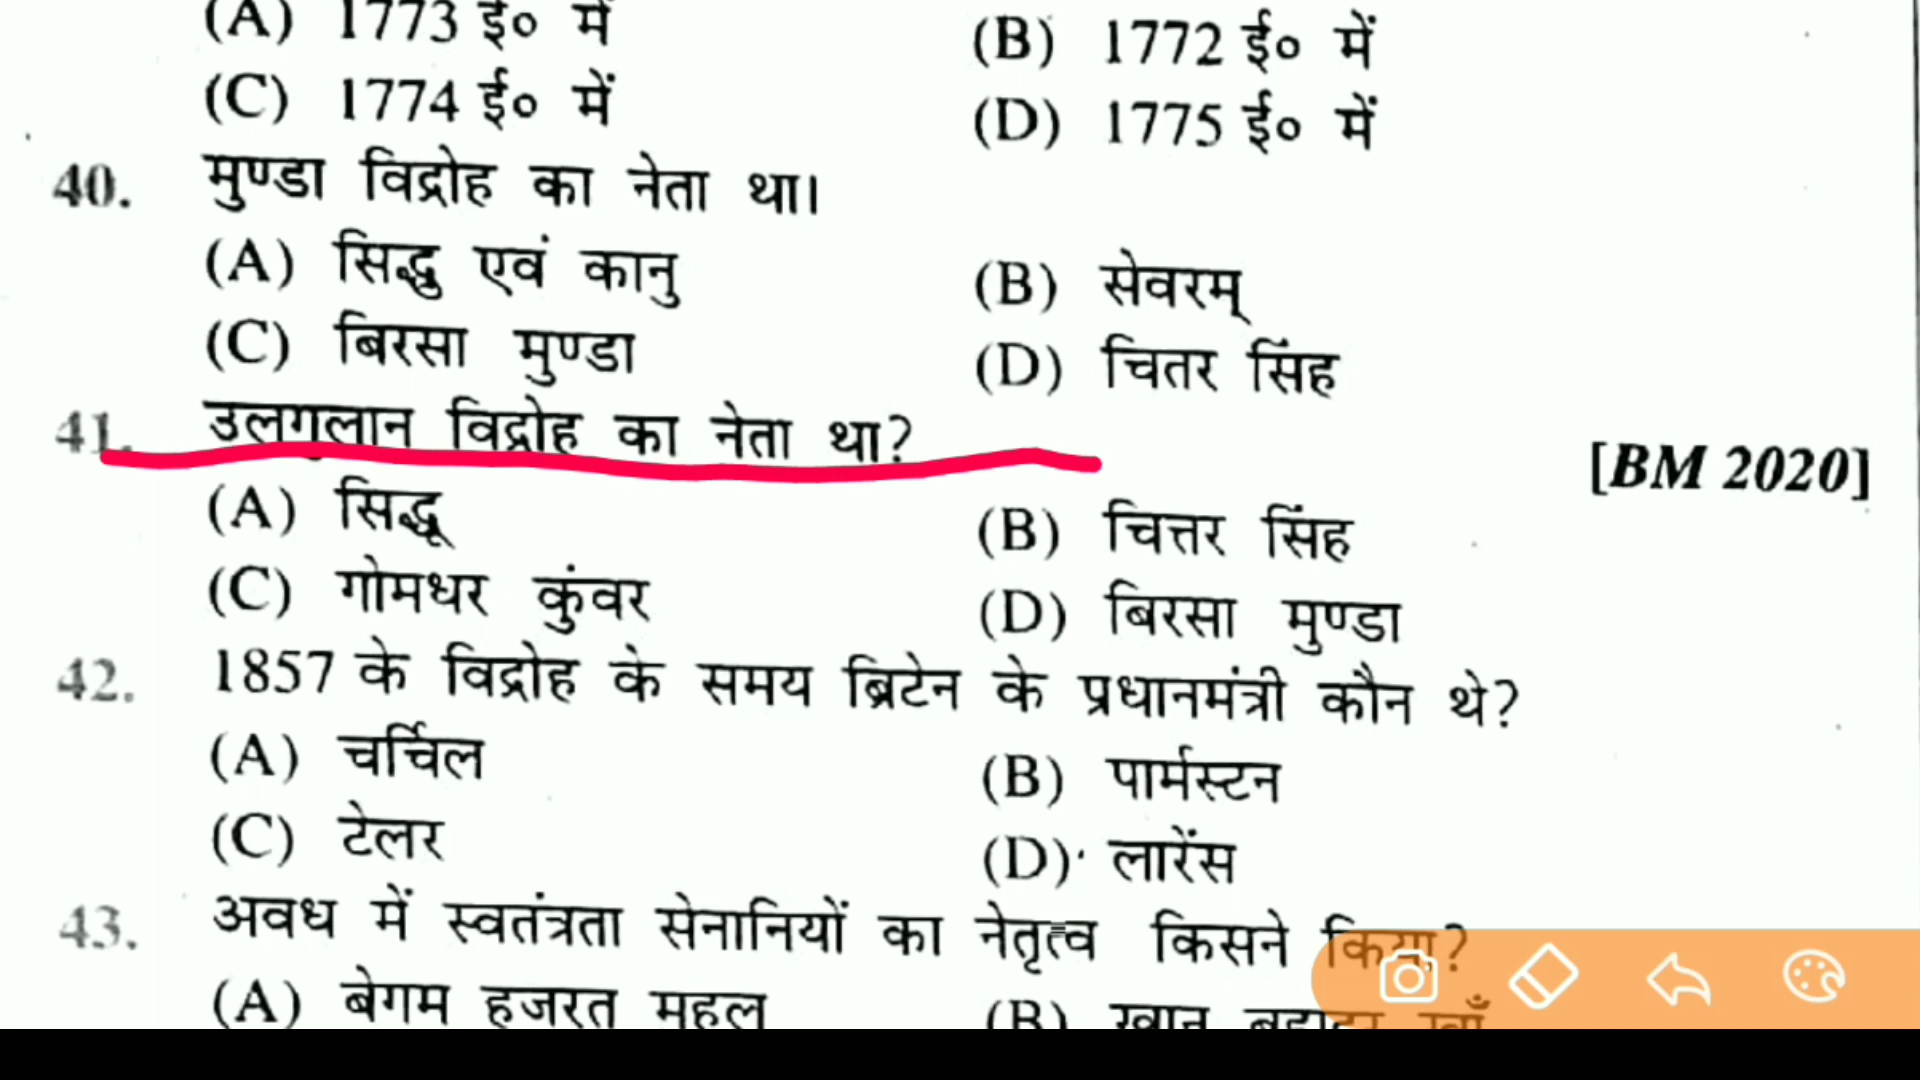 (A) 1773 ई० में
(B) 1772 ई० में
(C) 1774 ई० में
(D) 1775 ई० में
40. मुण्डा विद्रोह का नेता था।
(A) सिद्धु एवं कानु
(B) सेवरम्
(C) बिरसा मुण्डा
(D) चितर सिंह
41. उलगुलान विद्रोह का नेता था?
[BM 2020]
(A) सिद्धू
(B) चित्तर सिंह
(C) गोमधर कुंवर
(D) बिरसा मुण्डा
42. 1857 के विद्रोह के समय ब्रिटेन के प्रधानमंत्री कौन थे?
(A) चर्चिल
(B) पार्मस्टन
(C) टेलर
(D) लारेंस
43. अवध में स्वतंत्रता सेनानियों का नेतृत्व किसने किया?
(A) बेगम हजरत महल
(B) खान बहादुर खाँ